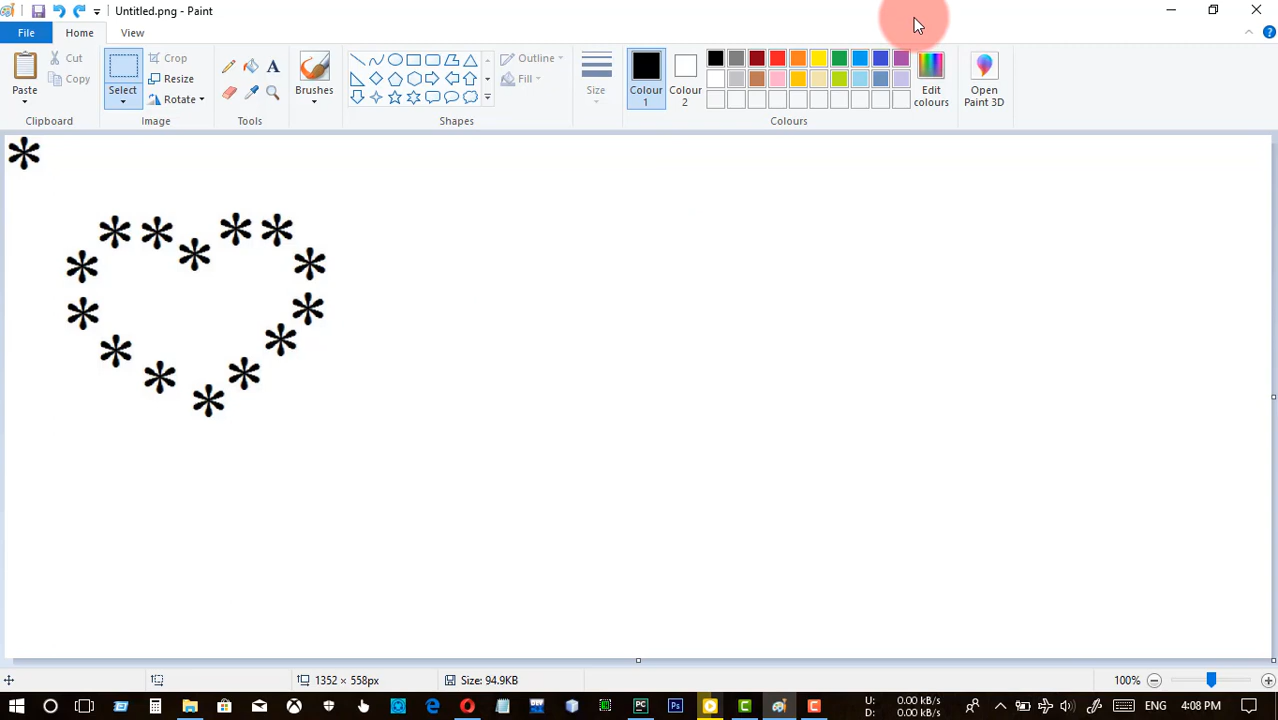 Untitled.png - Paint
File Home View
Paste
Cut
Copy
Clipboard
Select
Crop
Resize
Rotate
Image
A
Tools
Brushes
Shapes
Outline
Fill
Size
Colour 1
Colour 2
Edit colours
Colours
Open Paint 3D
*
* * * *
*
* *
* *
* *
* *
*
1352 × 558px
Size: 94.9KB
100%
PC
Ps
C
C
U: 0.00 kB/s
D: 0.00 kB/s
ENG
4:08 PM